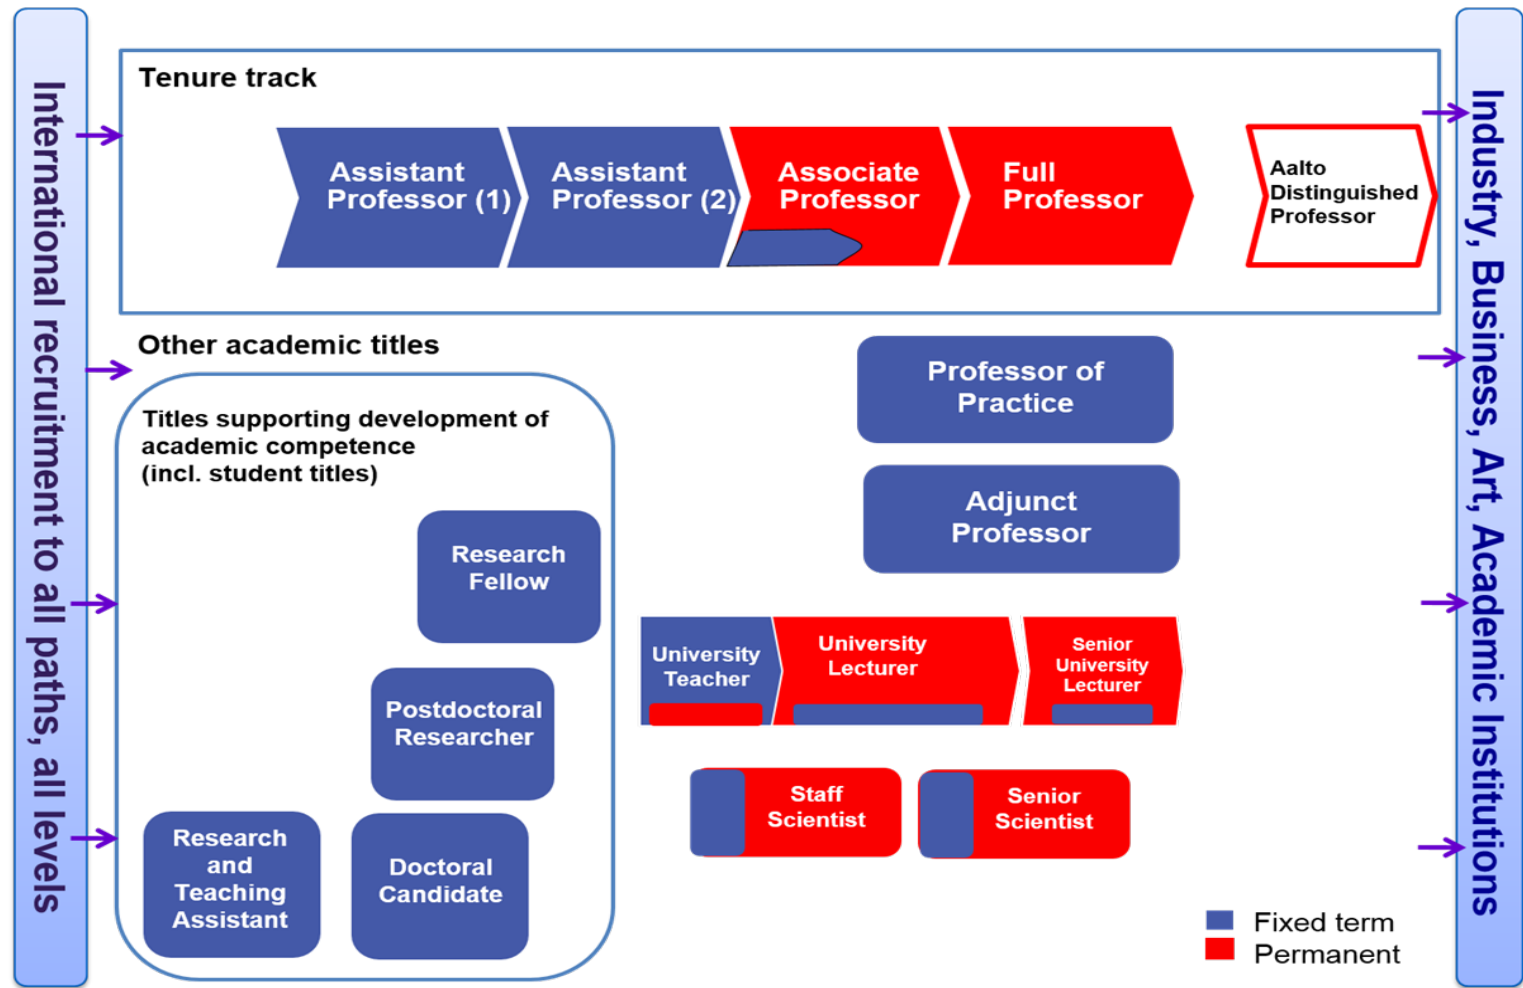 International recruitment to all paths, all levels
Tenure track
Assistant
Professor (1)
Assistant
Professor (2)
Associate
Professor
Full
Professor
Aalto
Distinguished
Professor
Other academic titles
Titles supporting development of
academic competence
(incl. student titles)
Research
Fellow
Postdoctoral
Researcher
Research
and
Teaching
Assistant
Doctoral
Candidate
Professor of
Practice
Adjunct
Professor
University
Teacher
University
Lecturer
Senior
University
Lecturer
Staff
Scientist
Senior
Scientist
Fixed term
Permanent
Industry, Business, Art, Academic Institutions